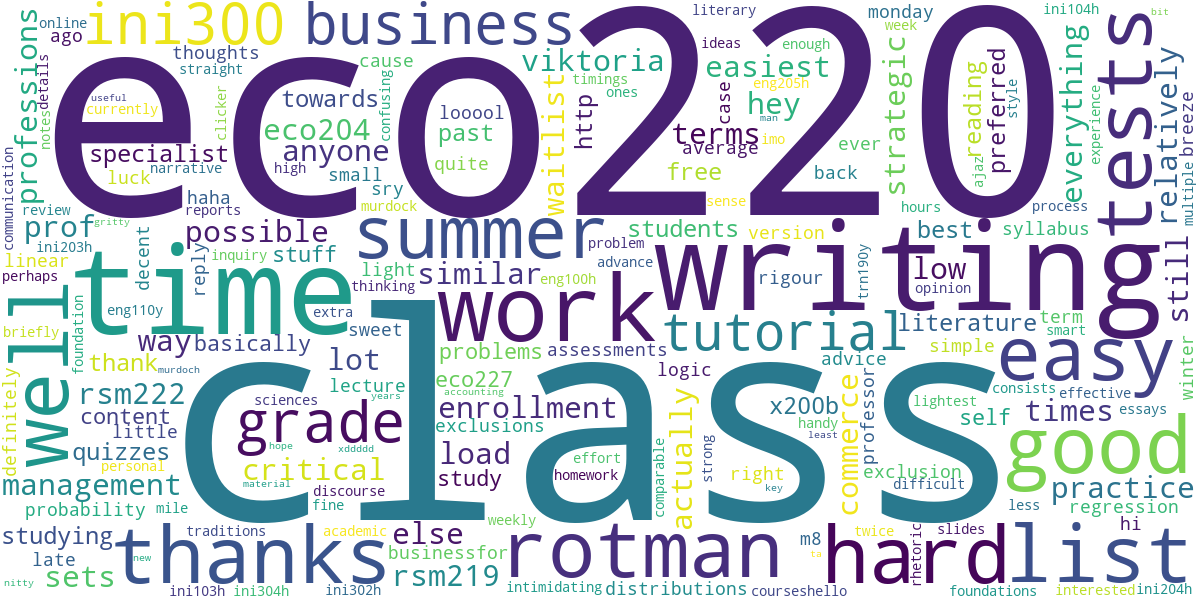 eco220
class
time
writing
work
summer
business
ini300
tests
easy
good
well
thanks
rotman
hard
list
tutorial
grade
professions
online
ago
details
notes
thoughts
straight
useful
currently
clicker
towards
cause
confusing
viktoria
timings
ones
literary
ideas
enough
easiest
eng205h
hey
man
imo
case
terms
average
http
waitlist
looool
past
quite
eco204
anyone
specialist
narrative
high
luck
small
sry
haha
murdock
free
sense
back
ever
strategic
monday
week
reading
preferred
style
ajaz
ini104h
bit
everything
experience
relatively
multiple
breeze
still
communication
review
prof
gritty
reports
ini203h
possible
inquiry
stuff
linear
perhaps
decent
reply
light
thinking
similar
problem
advance
students
version
eng100h
rigour
trn190y
hours
process
best
syllabus
low
opinion
foundation
eng110y
extra
sweet
briefly
way
basically
thank
murdoch
lot
problems
assessments
logic
advice
literature
term
smart
simple
winter
definitely
rsm222
content
little
quizzes
personal
management
probability
mile
sciences
lecture
years
eco227
accounting
enrollment
exclusions
load
study
critical
hope
xddddd
material
discourse
fine
effort
homework
comparable
actually
strong
x200b
handy
least
right
key
commerce
professor
exclusion
lightest
difficult
self
consists
effective
times
essays
practice
less
regression
studying
late
sets
nitty
new
traditions
academic
else
weekly
businessfor
rsm219
ini103h
ini304h
ini302h
intimidating
distributions
m8
ta
twice
courseshello
rhetoric
slides
foundations
hi
interested
ini204h